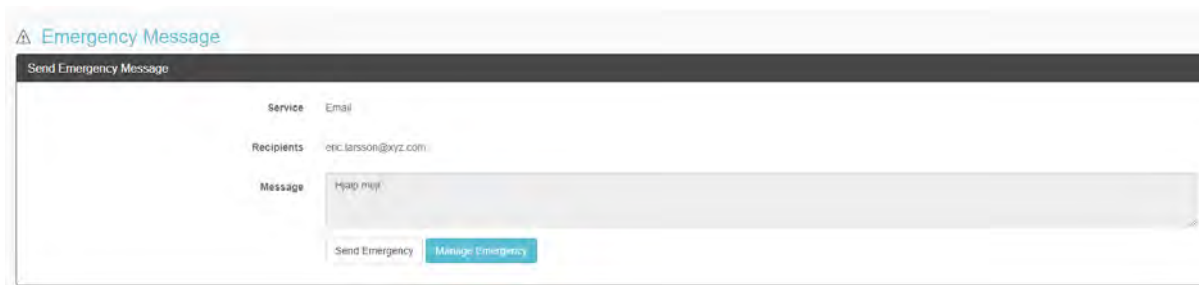 Emergency Message
Send Emergency Message
Service Email
Recipients eric.larsson@xyz.com
Message Hjälp mig!
Send Emergency Manage Emergency